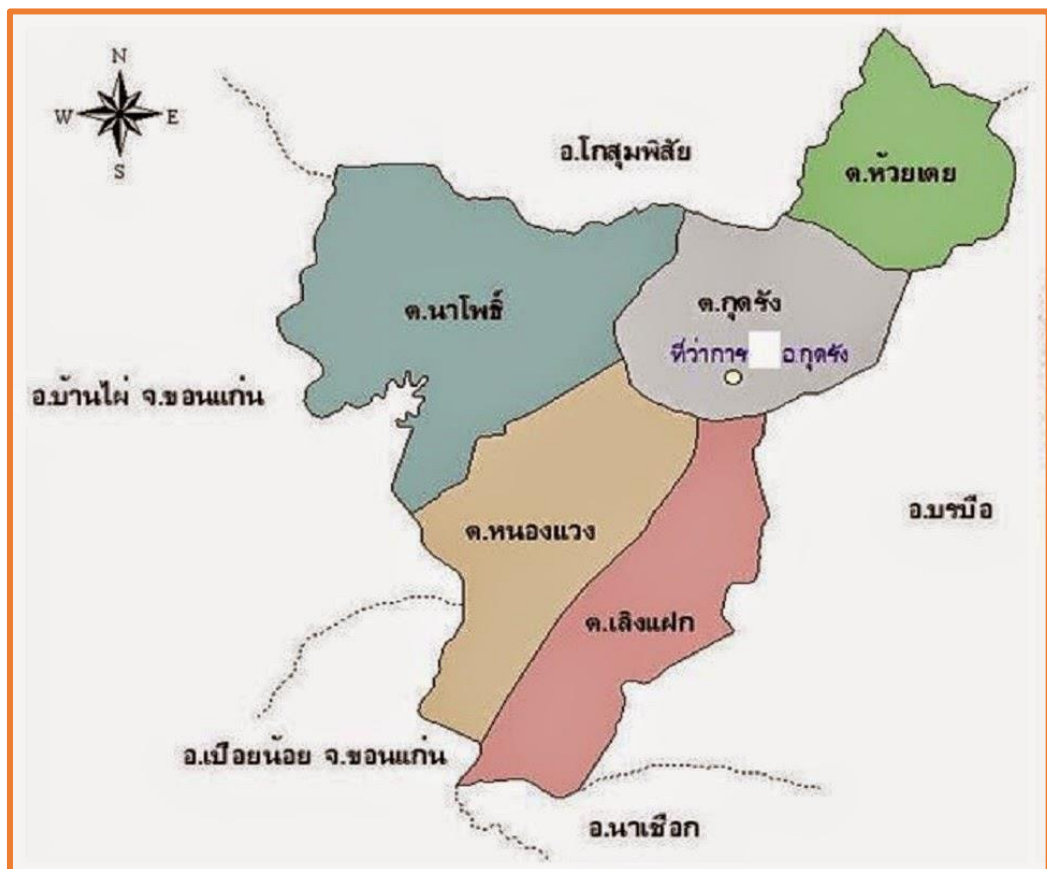 N
W E
S
อ.โกสุมพิสัย
ต.ห้วยเตย
ต.นาโพธิ์
ต.กุดรัง
ที่ว่าการ อ.กุดรัง
อ.บ้านไผ่ จ.ขอนแก่น
อ.บรบือ
ต.หนองแวง
ต.เลิงแฝก
อ.เปือยน้อย จ.ขอนแก่น
อ.นาเชือก